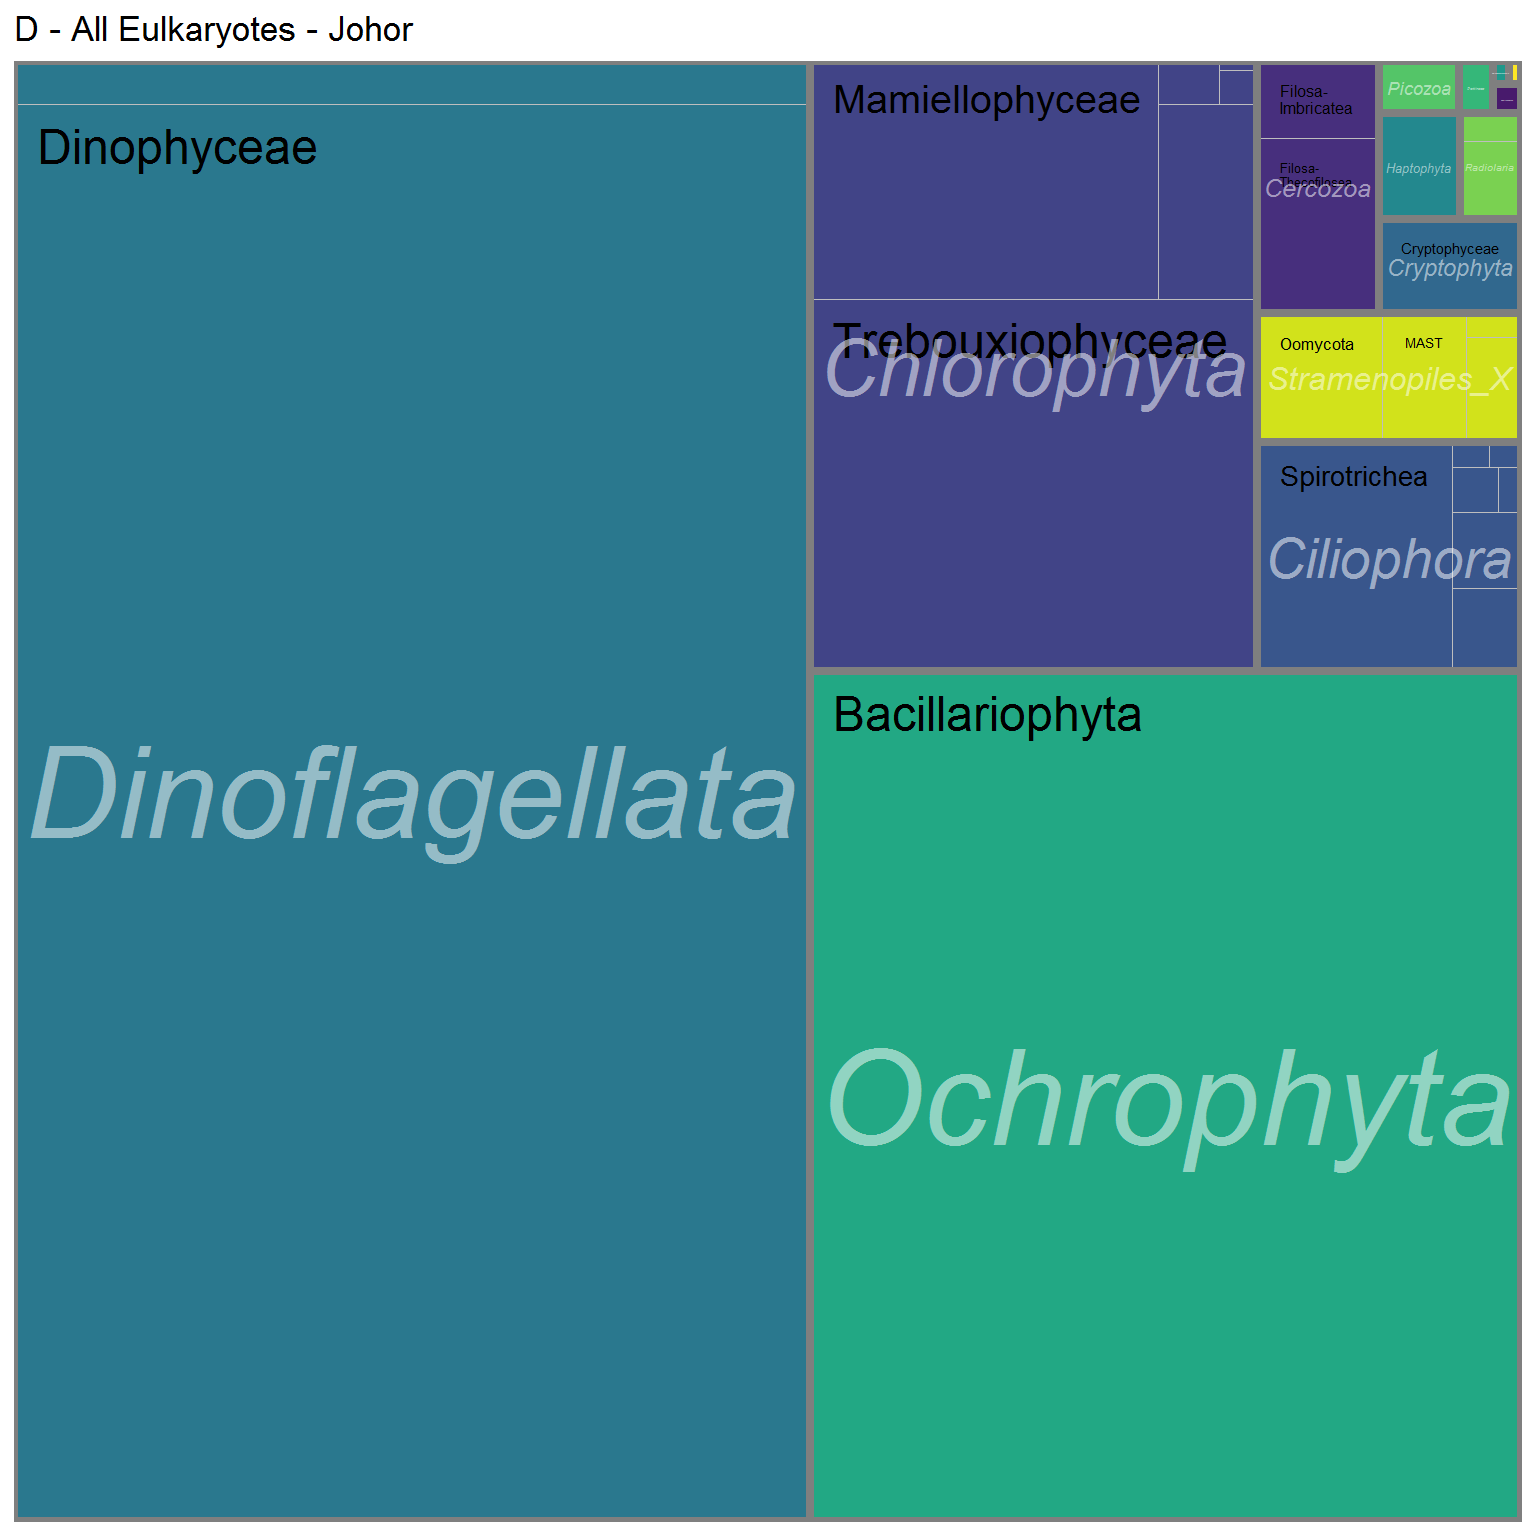 D - All Eulkaryotes - Johor
Dinophyceae
Dinoflagellata
Mamiellophyceae
Trebouxiophyceae
Chlorophyta
Bacillariophyta
Ochrophyta
Filosa-
Imbricatea
Filosa-
Thecofilosea
Cercozoa
Picozoa
Haptophyta
Radiolaria
Cryptophyceae
Cryptophyta
Oomycota
MAST
Stramenopiles_X
Spirotrichea
Ciliophora